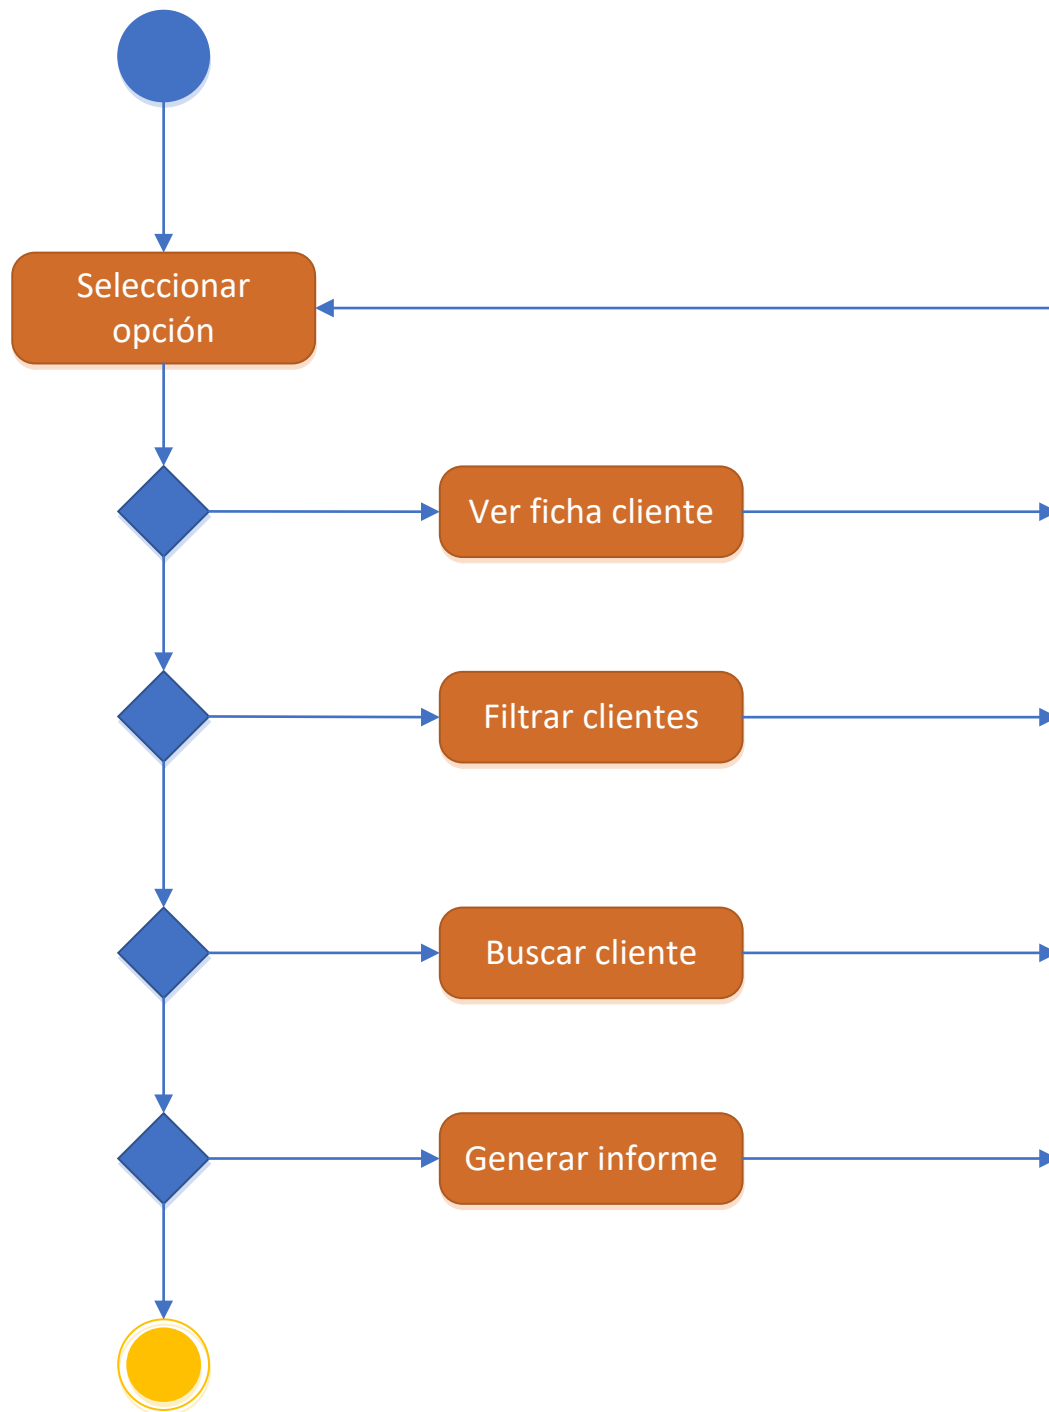 Seleccionar
opción
Ver ficha cliente
Filtrar clientes
Buscar cliente
Generar informe